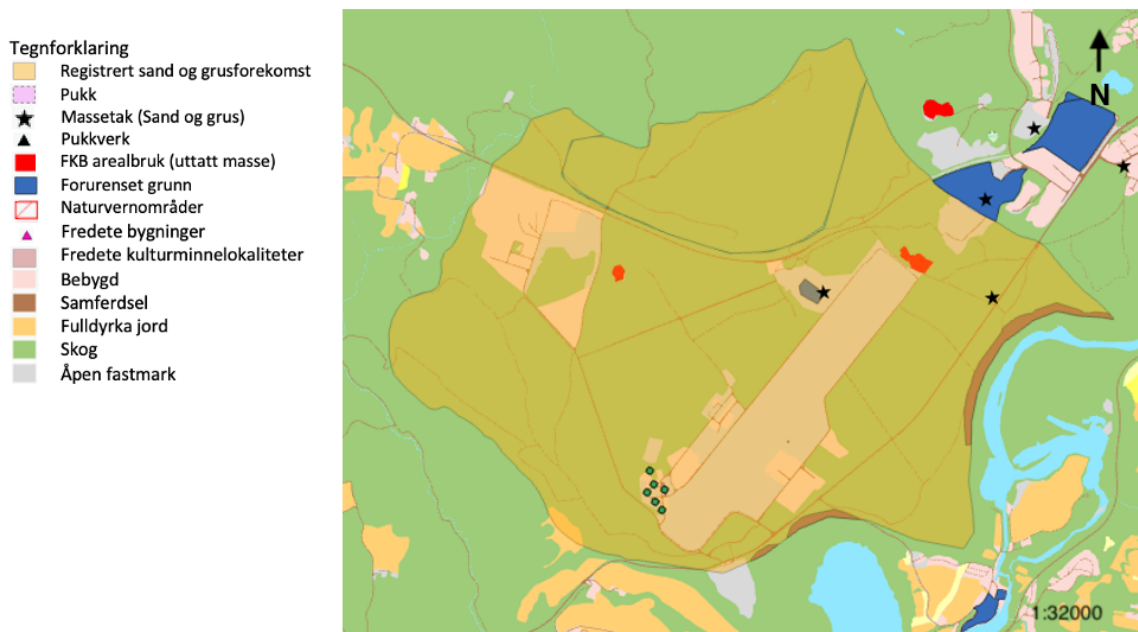 Tegnforklaring
Registrert sand og grusforekomst
Pukk
Massetak (Sand og grus)
Pukkverk
FKB arealbruk (uttatt masse)
Forurenset grunn
Naturvernområder
Fredete bygninger
Fredete kulturminnelokaliteter
Bebygd
Samferdsel
Fulldyrka jord
Skog
Åpen fastmark
N
1:32000